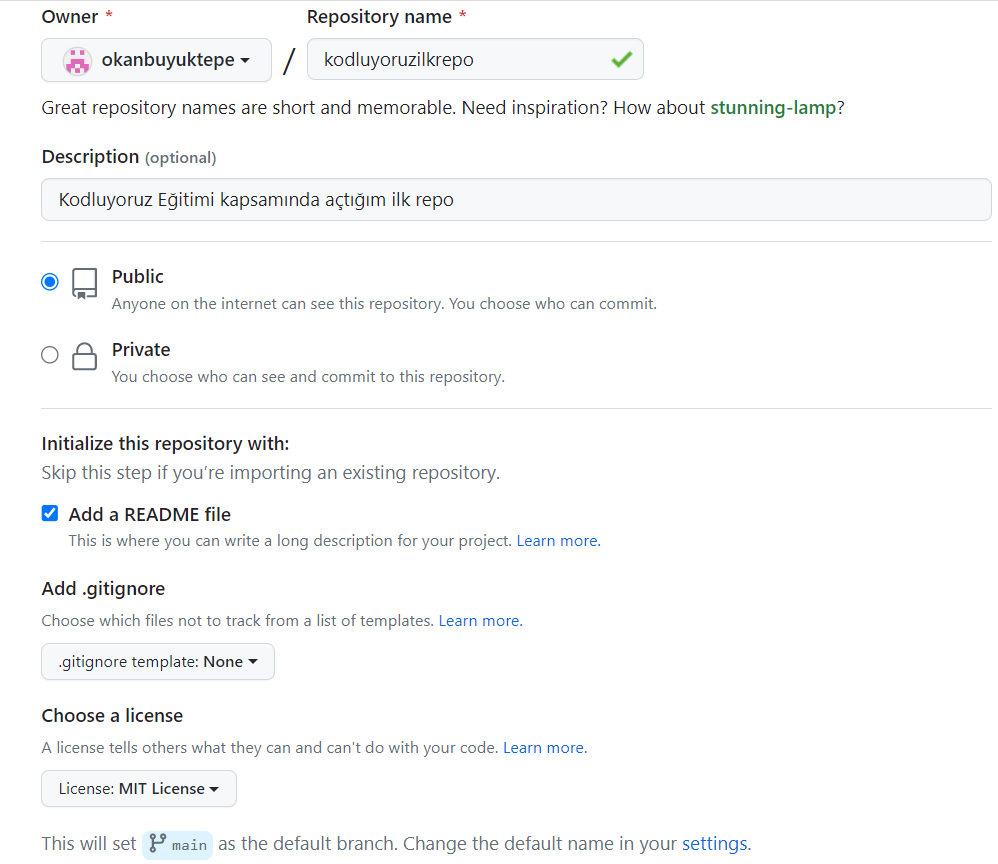 Owner * Repository name *
okanbuyuktepe / kodluyoruzilkrepo
Great repository names are short and memorable. Need inspiration? How about stunning-lamp?
Description (optional)
Kodluyoruz Eğitimi kapsamında açtığım ilk repo
Public
Anyone on the internet can see this repository. You choose who can commit.
Private
You choose who can see and commit to this repository.
Initialize this repository with:
Skip this step if you're importing an existing repository.
Add a README file
This is where you can write a long description for your project. Learn more.
Add .gitignore
Choose which files not to track from a list of templates. Learn more.
.gitignore template: None
Choose a license
A license tells others what they can and can't do with your code. Learn more.
License: MIT License
This will set main as the default branch. Change the default name in your settings.